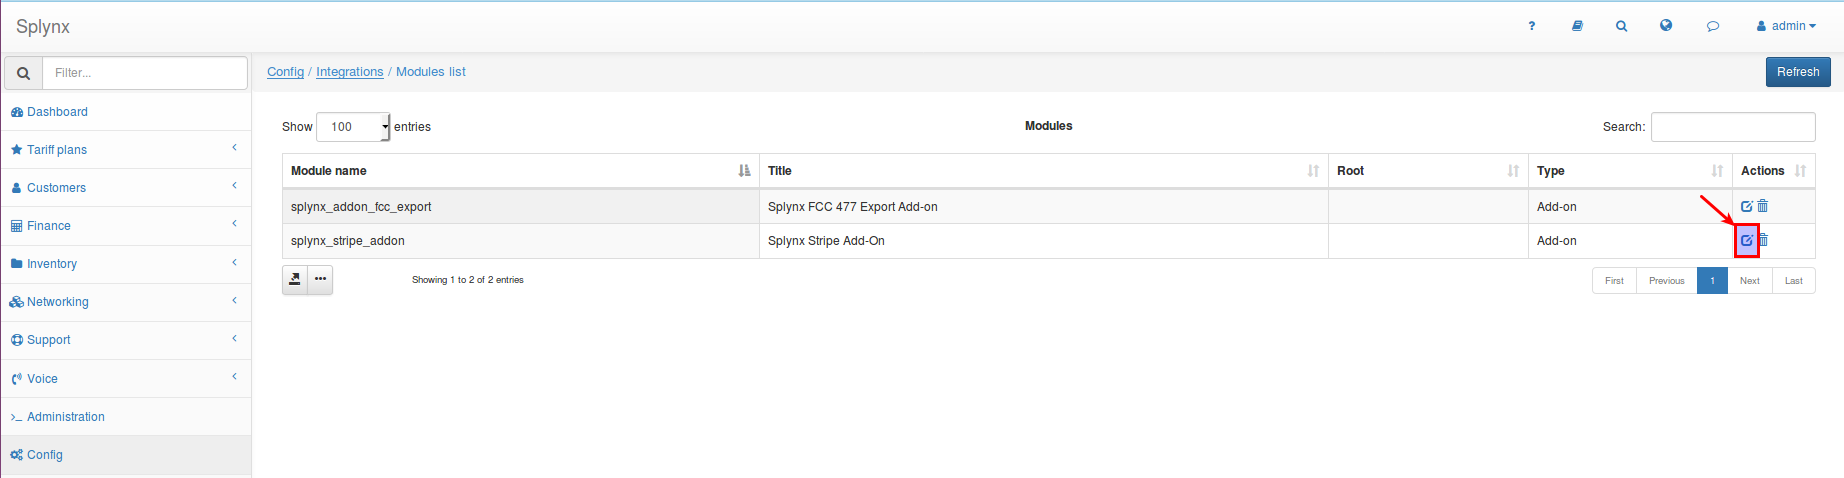 Splynx
? admin
Filter...
Config / Integrations / Modules list
Refresh
Dashboard
Tariff plans
Customers
Finance
Inventory
Networking
Support
Voice
Administration
Config
Show 100 entries
Modules
Search:
Module name Title Root Type Actions
splynx_addon_fcc_export Splynx FCC 477 Export Add-on Add-on
splynx_stripe_addon Splynx Stripe Add-On Add-on
Showing 1 to 2 of 2 entries
First Previous 1 Next Last